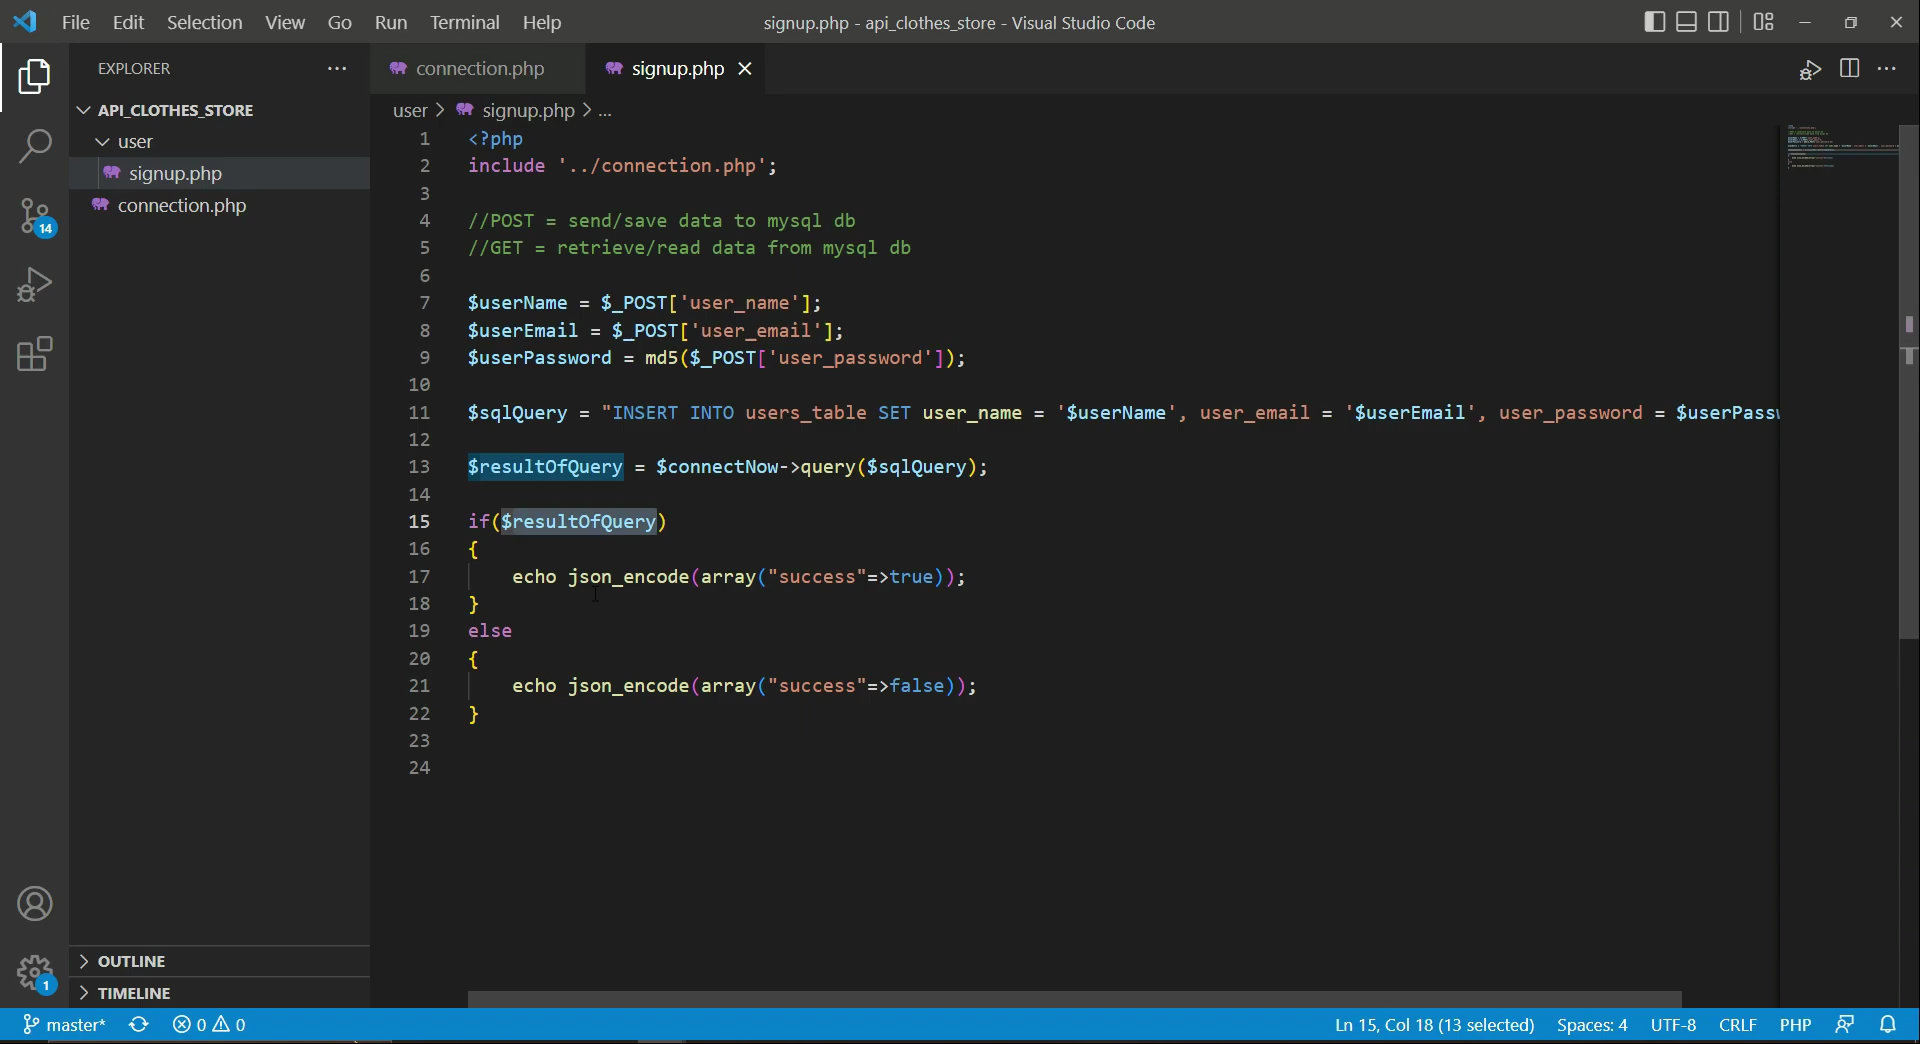 File Edit Selection View Go Run Terminal Help
signup.php - api_clothes_store - Visual Studio Code
EXPLORER
API_CLOTHES_STORE
user
signup.php
connection.php
14
OUTLINE
TIMELINE
1
connection.php
signup.php
user > signup.php > ...
1 <?php
2 include '../connection.php';
3
4 //POST = send/save data to mysql db
5 //GET = retrieve/read data from mysql db
6
7 $userName = $_POST['user_name'];
8 $userEmail = $_POST['user_email'];
9 $userPassword = md5($_POST['user_password']);
10
11 $sqlQuery = "INSERT INTO users_table SET user_name = '$userName', user_email = '$userEmail', user_password = $userPassw
12
13 $resultOfQuery = $connectNow->query($sqlQuery);
14
15 if($resultOfQuery)
16 {
17 echo json_encode(array("success"=>true));
18 }
19 else
20 {
21 echo json_encode(array("success"=>false));
22 }
23
24
master* 0 0
Ln 15, Col 18 (13 selected) Spaces: 4 UTF-8 CRLF PHP